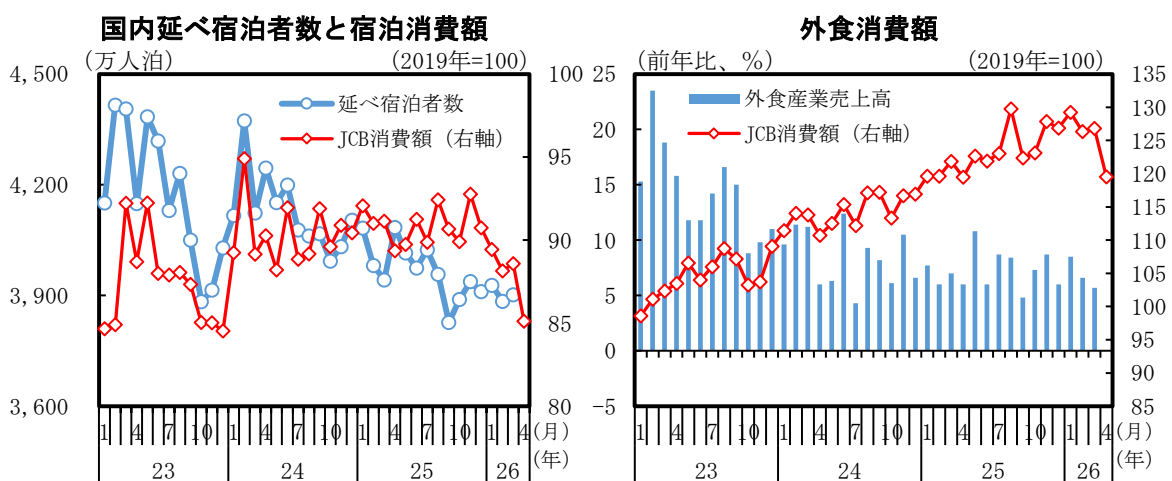 国内延べ宿泊者数と宿泊消費額
(万人泊)
(2019年=100)
4,500
4,200
3,900
3,600
100
95
90
85
80
延べ宿泊者数
JCB消費額（右軸）
1 4 7 10 1 4 7 10 1 4 7 10 1 4 (月)
23 24 25 26 (年)
外食消費額
(前年比、%)
(2019年=100)
25
20
15
10
5
0
-5
135
130
125
120
115
110
105
100
95
90
85
外食産業売上高
JCB消費額（右軸）
1 4 7 10 1 4 7 10 1 4 7 10 1 4 (月)
23 24 25 26 (年)